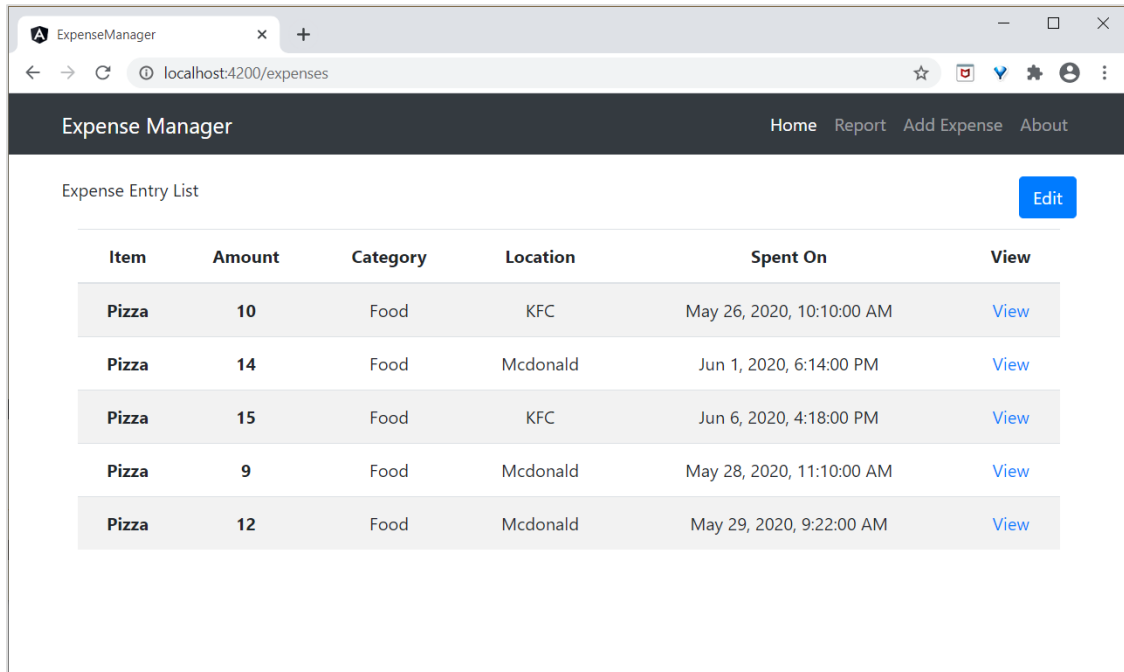 ExpenseManager
localhost:4200/expenses
Expense Manager Home Report Add Expense About
Expense Entry List Edit
Item Amount Category Location Spent On View
Pizza 10 Food KFC May 26, 2020, 10:10:00 AM View
Pizza 14 Food Mcdonald Jun 1, 2020, 6:14:00 PM View
Pizza 15 Food KFC Jun 6, 2020, 4:18:00 PM View
Pizza 9 Food Mcdonald May 28, 2020, 11:10:00 AM View
Pizza 12 Food Mcdonald May 29, 2020, 9:22:00 AM View